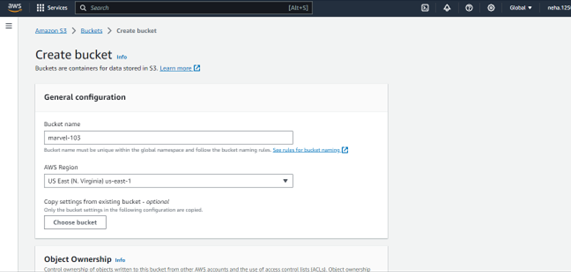 aws
Services
Search
[Alt+S]
Global
neha.125
Amazon S3 > Buckets > Create bucket
Create bucket Info
Buckets are containers for data stored in S3. Learn more
General configuration
Bucket name
marvel-103
Bucket name must be unique within the global namespace and follow the bucket naming rules. See rules for bucket naming
AWS Region
US East (N. Virginia) us-east-1
Copy settings from existing bucket - optional
Only the bucket settings in the following configuration are copied.
Choose bucket
Object Ownership Info
Control ownership of objects written to this bucket from other AWS accounts and the use of access control lists (ACLs). Object ownership